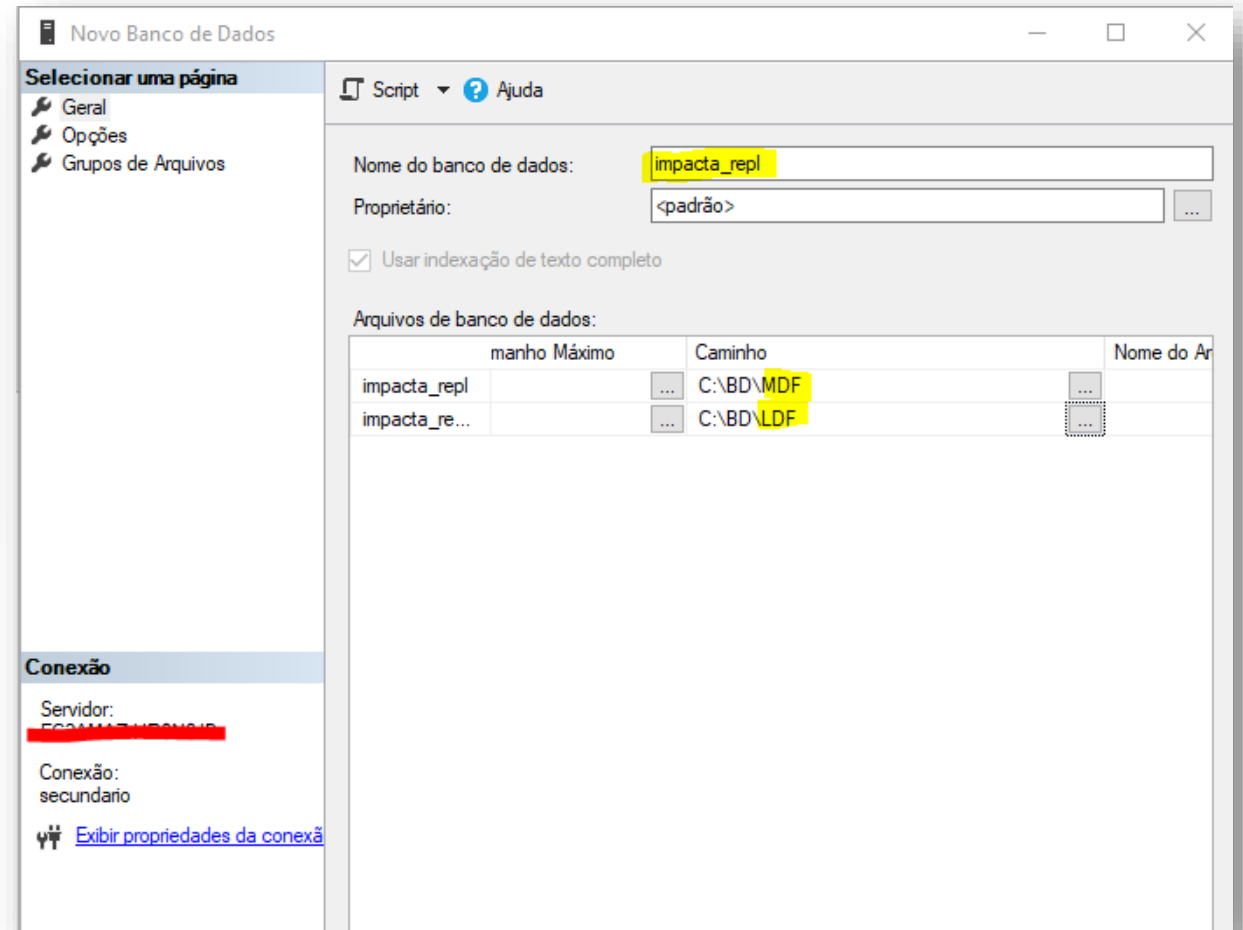 Novo Banco de Dados
Selecionar uma página
Geral
Opções
Grupos de Arquivos
Script
Ajuda
Nome do banco de dados: impacta_repl
Proprietário: <padrão> ...
Usar indexação de texto completo
Arquivos de banco de dados:
manho Máximo Caminho Nome do Ar
impacta_repl ... C:\BD\MDF ...
impacta_re... ... C:\BD\LDF ...
Conexão
Servidor:
Conexão:
secundario
Exibir propriedades da conexã